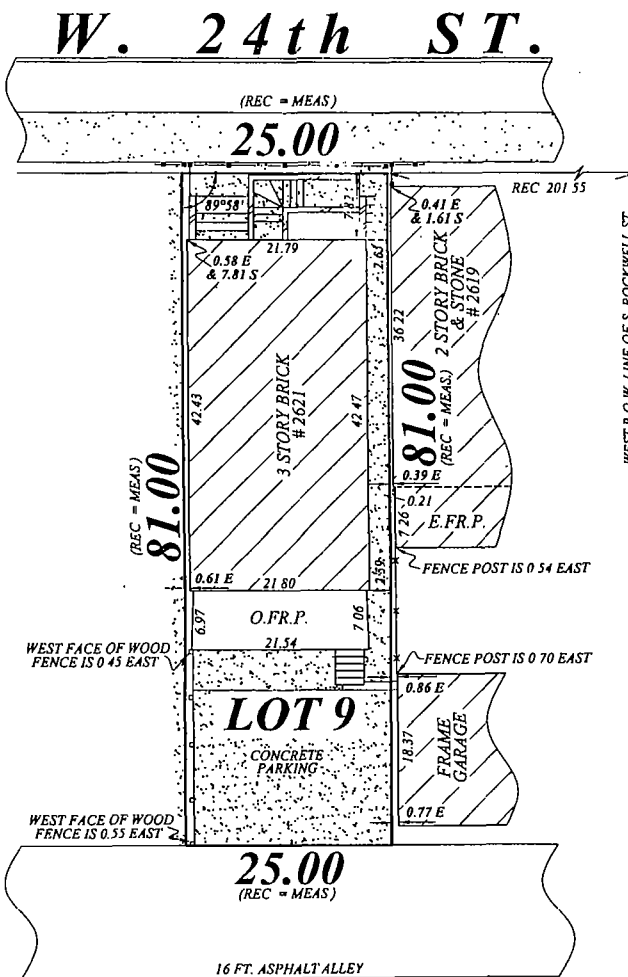 W. 24th ST.
(REC = MEAS)
25.00
REC 201 55
89°58'
7.82
0.41 E
& 1.61 S
21.79
0.58 E
& 7.81 S
2.63
2 STORY BRICK
& STONE
# 2619
36 22
WEST R.O.W. LINE OF S. ROCKWELL ST.
3 STORY BRICK
# 2621
42.43
42.47
81.00
(REC = MEAS.)
81.00
(REC = MEAS)
0.39 E
0.21
7.26
E.FR.P.
0.61 E
21.80
2.59
FENCE POST IS 0 54 EAST
6.97
O.FR.P.
7 06
21.54
WEST FACE OF WOOD
FENCE IS 0 45 EAST
FENCE POST IS 0 70 EAST
0.86 E
LOT 9
CONCRETE
PARKING
18.37
FRAME
GARAGE
0.77 E
WEST FACE OF WOOD
FENCE IS 0.55 EAST
25.00
(REC = MEAS)
16 FT. ASPHALT ALLEY